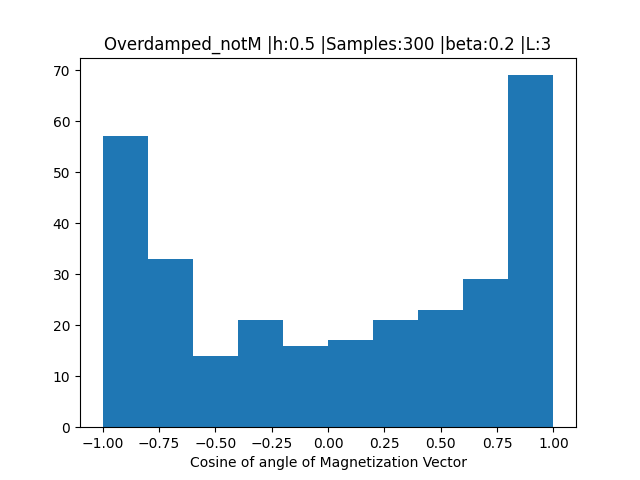 Overdamped_notM |h:0.5 |Samples:300 |beta:0.2 |L:3
70
60
50
40
30
20
10
0
−1.00 −0.75 −0.50 −0.25 0.00 0.25 0.50 0.75 1.00
Cosine of angle of Magnetization Vector